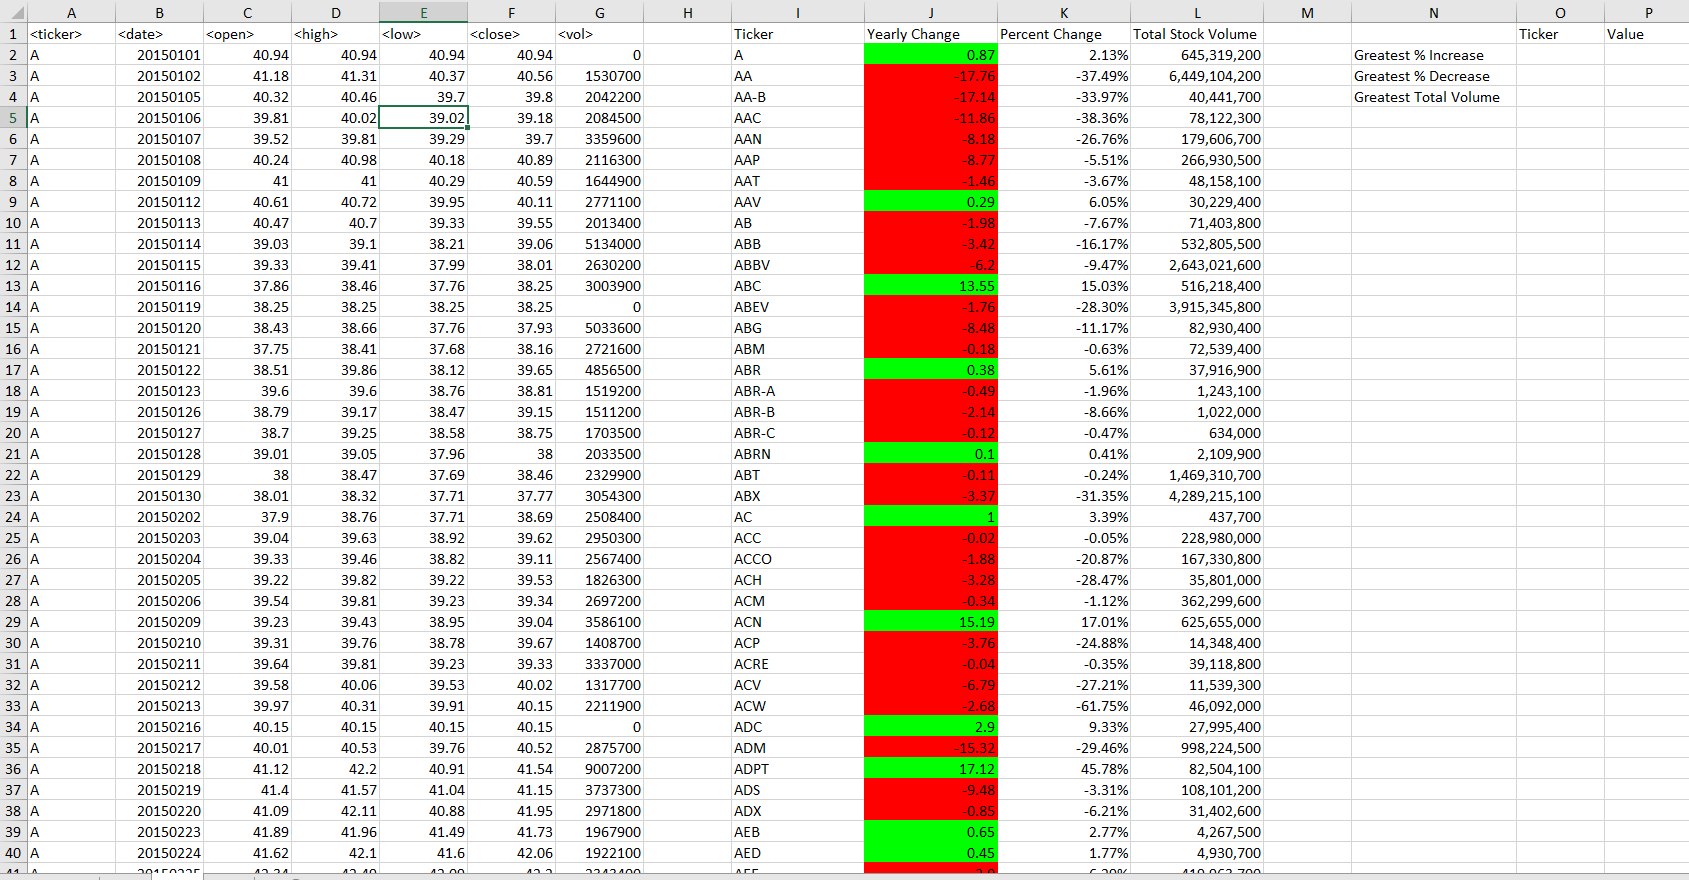 A B C D E F G H I J K L M N O P
1 <ticker> <date> <open> <high> <low> <close> <vol> Ticker Yearly Change Percent Change Total Stock Volume Ticker Value
2 A 20150101 40.94 40.94 40.94 40.94 0 A 0.87 2.13% 645,319,200 Greatest % Increase
3 A 20150102 41.18 41.31 40.37 40.56 1530700 AA -17.76 -37.49% 6,449,104,200 Greatest % Decrease
4 A 20150105 40.32 40.46 39.7 39.8 2042200 AA-B -17.14 -33.97% 40,441,700 Greatest Total Volume
5 A 20150106 39.81 40.02 39.02 39.18 2084500 AAC -11.86 -38.36% 78,122,300
6 A 20150107 39.52 39.81 39.29 39.7 3359600 AAN -8.18 -26.76% 179,606,700
7 A 20150108 40.24 40.98 40.18 40.89 2116300 AAP -8.77 -5.51% 266,930,500
8 A 20150109 41 41 40.29 40.59 1644900 AAT -1.46 -3.67% 48,158,100
9 A 20150112 40.61 40.72 39.95 40.11 2771100 AAV 0.29 6.05% 30,229,400
10 A 20150113 40.47 40.7 39.33 39.55 2013400 AB -1.98 -7.67% 71,403,800
11 A 20150114 39.03 39.1 38.21 39.06 5134000 ABB -3.42 -16.17% 532,805,500
12 A 20150115 39.33 39.41 37.99 38.01 2630200 ABBV -6.2 -9.47% 2,643,021,600
13 A 20150116 37.86 38.46 37.76 38.25 3003900 ABC 13.55 15.03% 516,218,400
14 A 20150119 38.25 38.25 38.25 38.25 0 ABEV -1.76 -28.30% 3,915,345,800
15 A 20150120 38.43 38.66 37.76 37.93 5033600 ABG -8.48 -11.17% 82,930,400
16 A 20150121 37.75 38.41 37.68 38.16 2721600 ABM -0.18 -0.63% 72,539,400
17 A 20150122 38.51 39.86 38.12 39.65 4856500 ABR 0.38 5.61% 37,916,900
18 A 20150123 39.6 39.6 38.76 38.81 1519200 ABR-A -0.49 -1.96% 1,243,100
19 A 20150126 38.79 39.17 38.47 39.15 1511200 ABR-B -2.14 -8.66% 1,022,000
20 A 20150127 38.7 39.25 38.58 38.75 1703500 ABR-C -0.12 -0.47% 634,000
21 A 20150128 39.01 39.05 37.96 38 2033500 ABRN 0.1 0.41% 2,109,900
22 A 20150129 38 38.47 37.69 38.46 2329900 ABT -0.11 -0.24% 1,469,310,700
23 A 20150130 38.01 38.32 37.71 37.77 3054300 ABX -3.37 -31.35% 4,289,215,100
24 A 20150202 37.9 38.76 37.71 38.69 2508400 AC 1 3.39% 437,700
25 A 20150203 39.04 39.63 38.92 39.62 2950300 ACC -0.02 -0.05% 228,980,000
26 A 20150204 39.33 39.46 38.82 39.11 2567400 ACCO -1.88 -20.87% 167,330,800
27 A 20150205 39.22 39.82 39.22 39.53 1826300 ACH -3.28 -28.47% 35,801,000
28 A 20150206 39.54 39.81 39.23 39.34 2697200 ACM -0.34 -1.12% 362,299,600
29 A 20150209 39.23 39.43 38.95 39.04 3586100 ACN 15.19 17.01% 625,655,000
30 A 20150210 39.31 39.76 38.78 39.67 1408700 ACP -3.76 -24.88% 14,348,400
31 A 20150211 39.64 39.81 39.23 39.33 3337000 ACRE -0.04 -0.35% 39,118,800
32 A 20150212 39.58 40.06 39.53 40.02 1317700 ACV -6.79 -27.21% 11,539,300
33 A 20150213 39.97 40.31 39.91 40.15 2211900 ACW -2.68 -61.75% 46,092,000
34 A 20150216 40.15 40.15 40.15 40.15 0 ADC 2.9 9.33% 27,995,400
35 A 20150217 40.01 40.53 39.76 40.52 2875700 ADM -15.32 -29.46% 998,224,500
36 A 20150218 41.12 42.2 40.91 41.54 9007200 ADPT 17.12 45.78% 82,504,100
37 A 20150219 41.4 41.57 41.04 41.15 3737300 ADS -9.48 -3.31% 108,101,200
38 A 20150220 41.09 42.11 40.88 41.95 2971800 ADX -0.85 -6.21% 31,402,600
39 A 20150223 41.89 41.96 41.49 41.73 1967900 AEB 0.65 2.77% 4,267,500
40 A 20150224 41.62 42.1 41.6 42.06 1922100 AED 0.45 1.77% 4,930,700